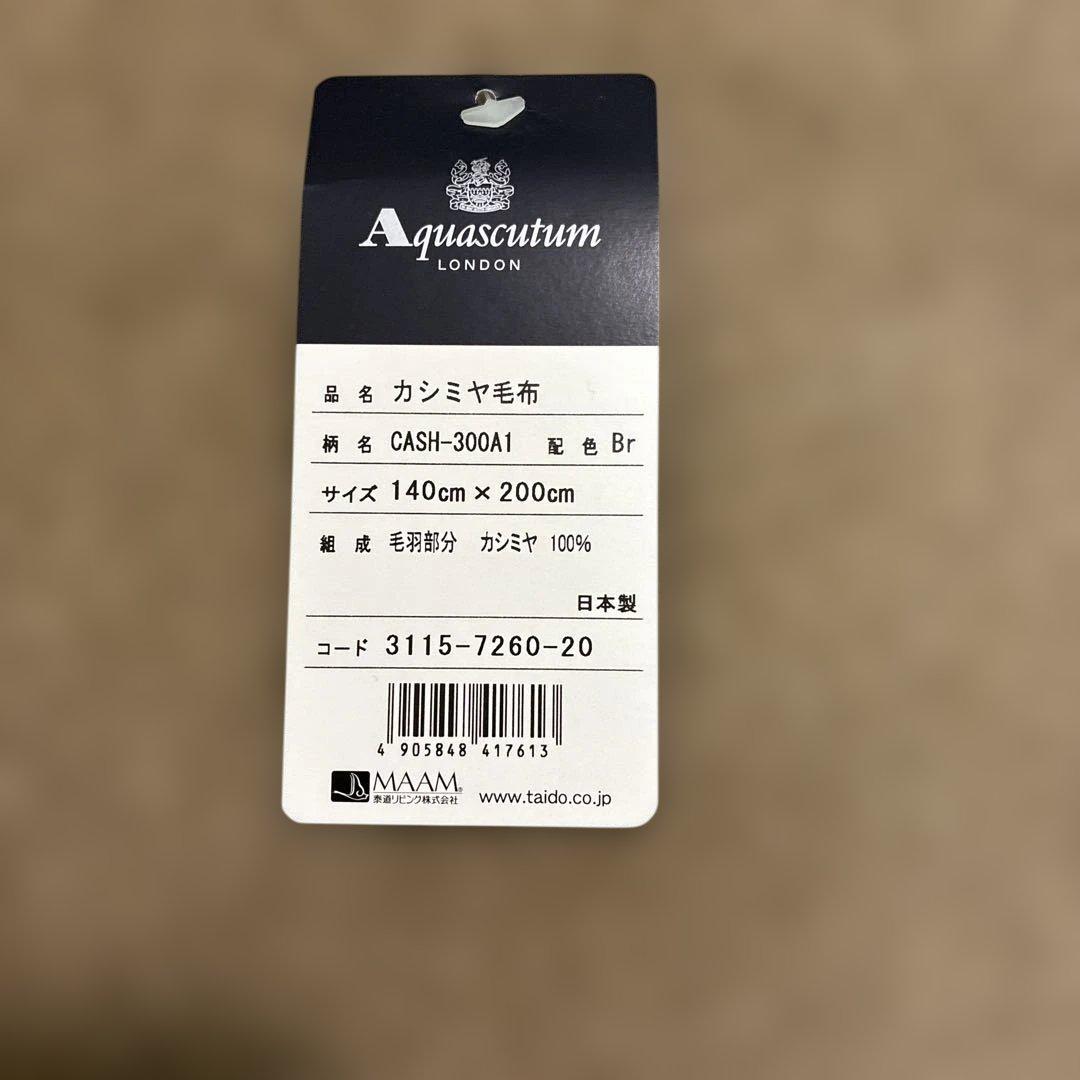 Aquascutum
LONDON
品名 カシミヤ毛布
柄名 CASH-300A1 配色 Br
サイズ 140cm×200cm
組成 毛羽部分 カシミヤ 100%
日本製
コード 3115-7260-20
4 905848 417613
MAAM®
泰道リビング株式会社 www.taido.co.jp